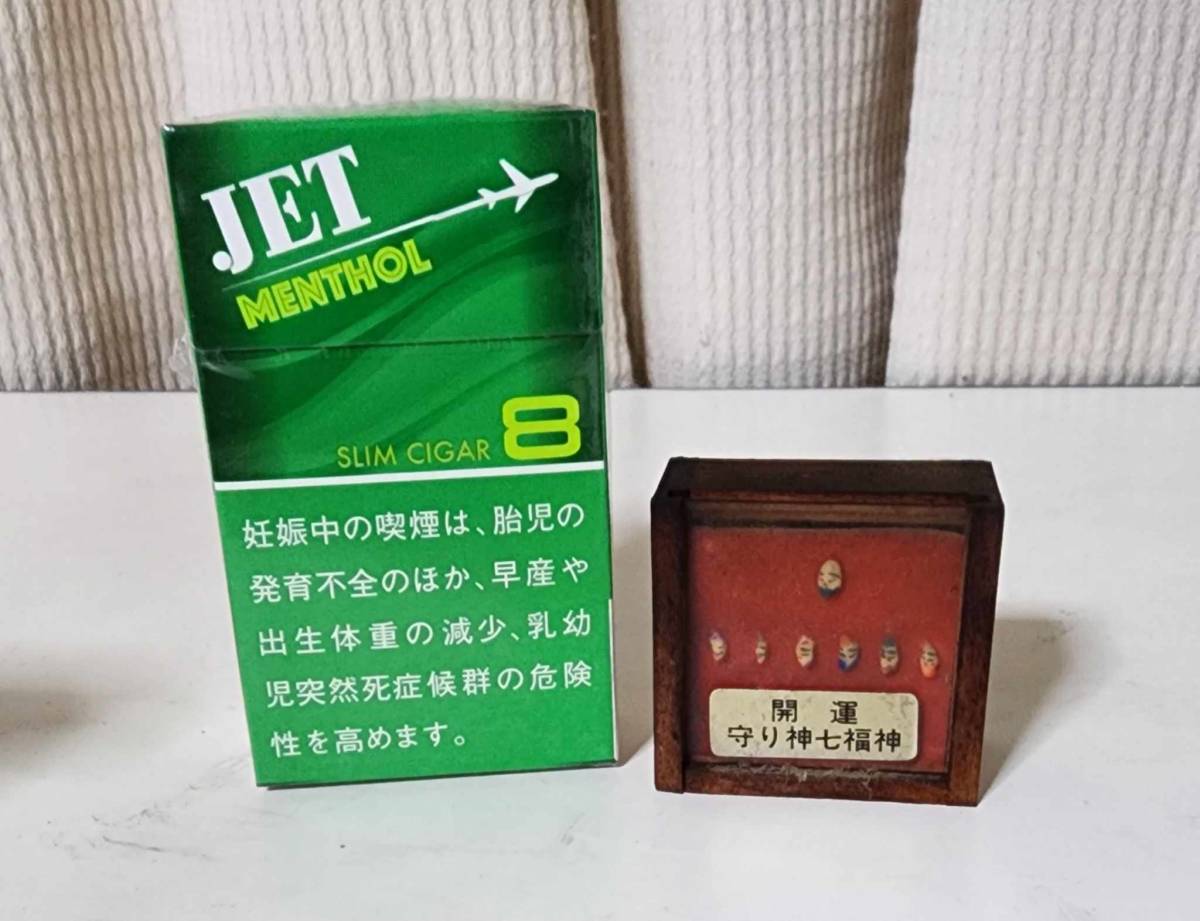 JET
MENTHOL
SLIM CIGAR 8
妊娠中の喫煙は、胎児の
発育不全のほか、早産や
出生体重の減少、乳幼
児突然死症候群の危険
性を高めます。
開 運
守り神七福神